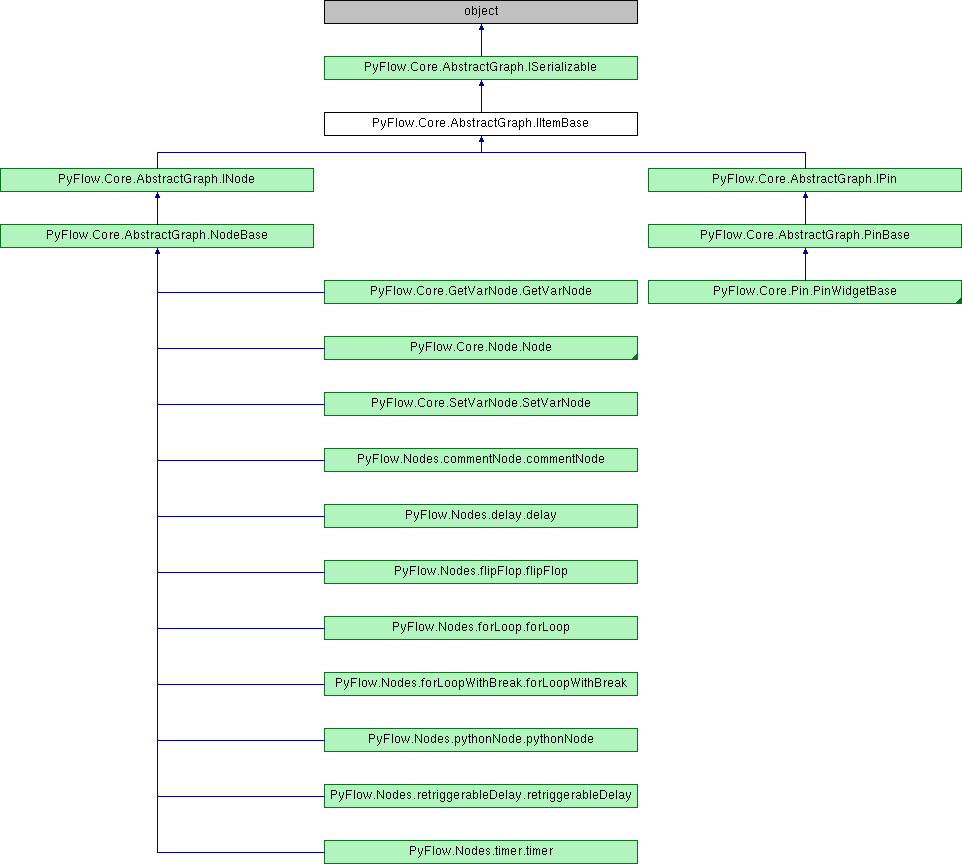 object
PyFlow.Core.AbstractGraph.ISerializable
PyFlow.Core.AbstractGraph.IItemBase
PyFlow.Core.AbstractGraph.INode
PyFlow.Core.AbstractGraph.IPin
PyFlow.Core.AbstractGraph.NodeBase
PyFlow.Core.AbstractGraph.PinBase
PyFlow.Core.GetVarNode.GetVarNode
PyFlow.Core.Pin.PinWidgetBase
PyFlow.Core.Node.Node
PyFlow.Core.SetVarNode.SetVarNode
PyFlow.Nodes.commentNode.commentNode
PyFlow.Nodes.delay.delay
PyFlow.Nodes.flipFlop.flipFlop
PyFlow.Nodes.forLoop.forLoop
PyFlow.Nodes.forLoopWithBreak.forLoopWithBreak
PyFlow.Nodes.pythonNode.pythonNode
PyFlow.Nodes.retriggerableDelay.retriggerableDelay
PyFlow.Nodes.timer.timer